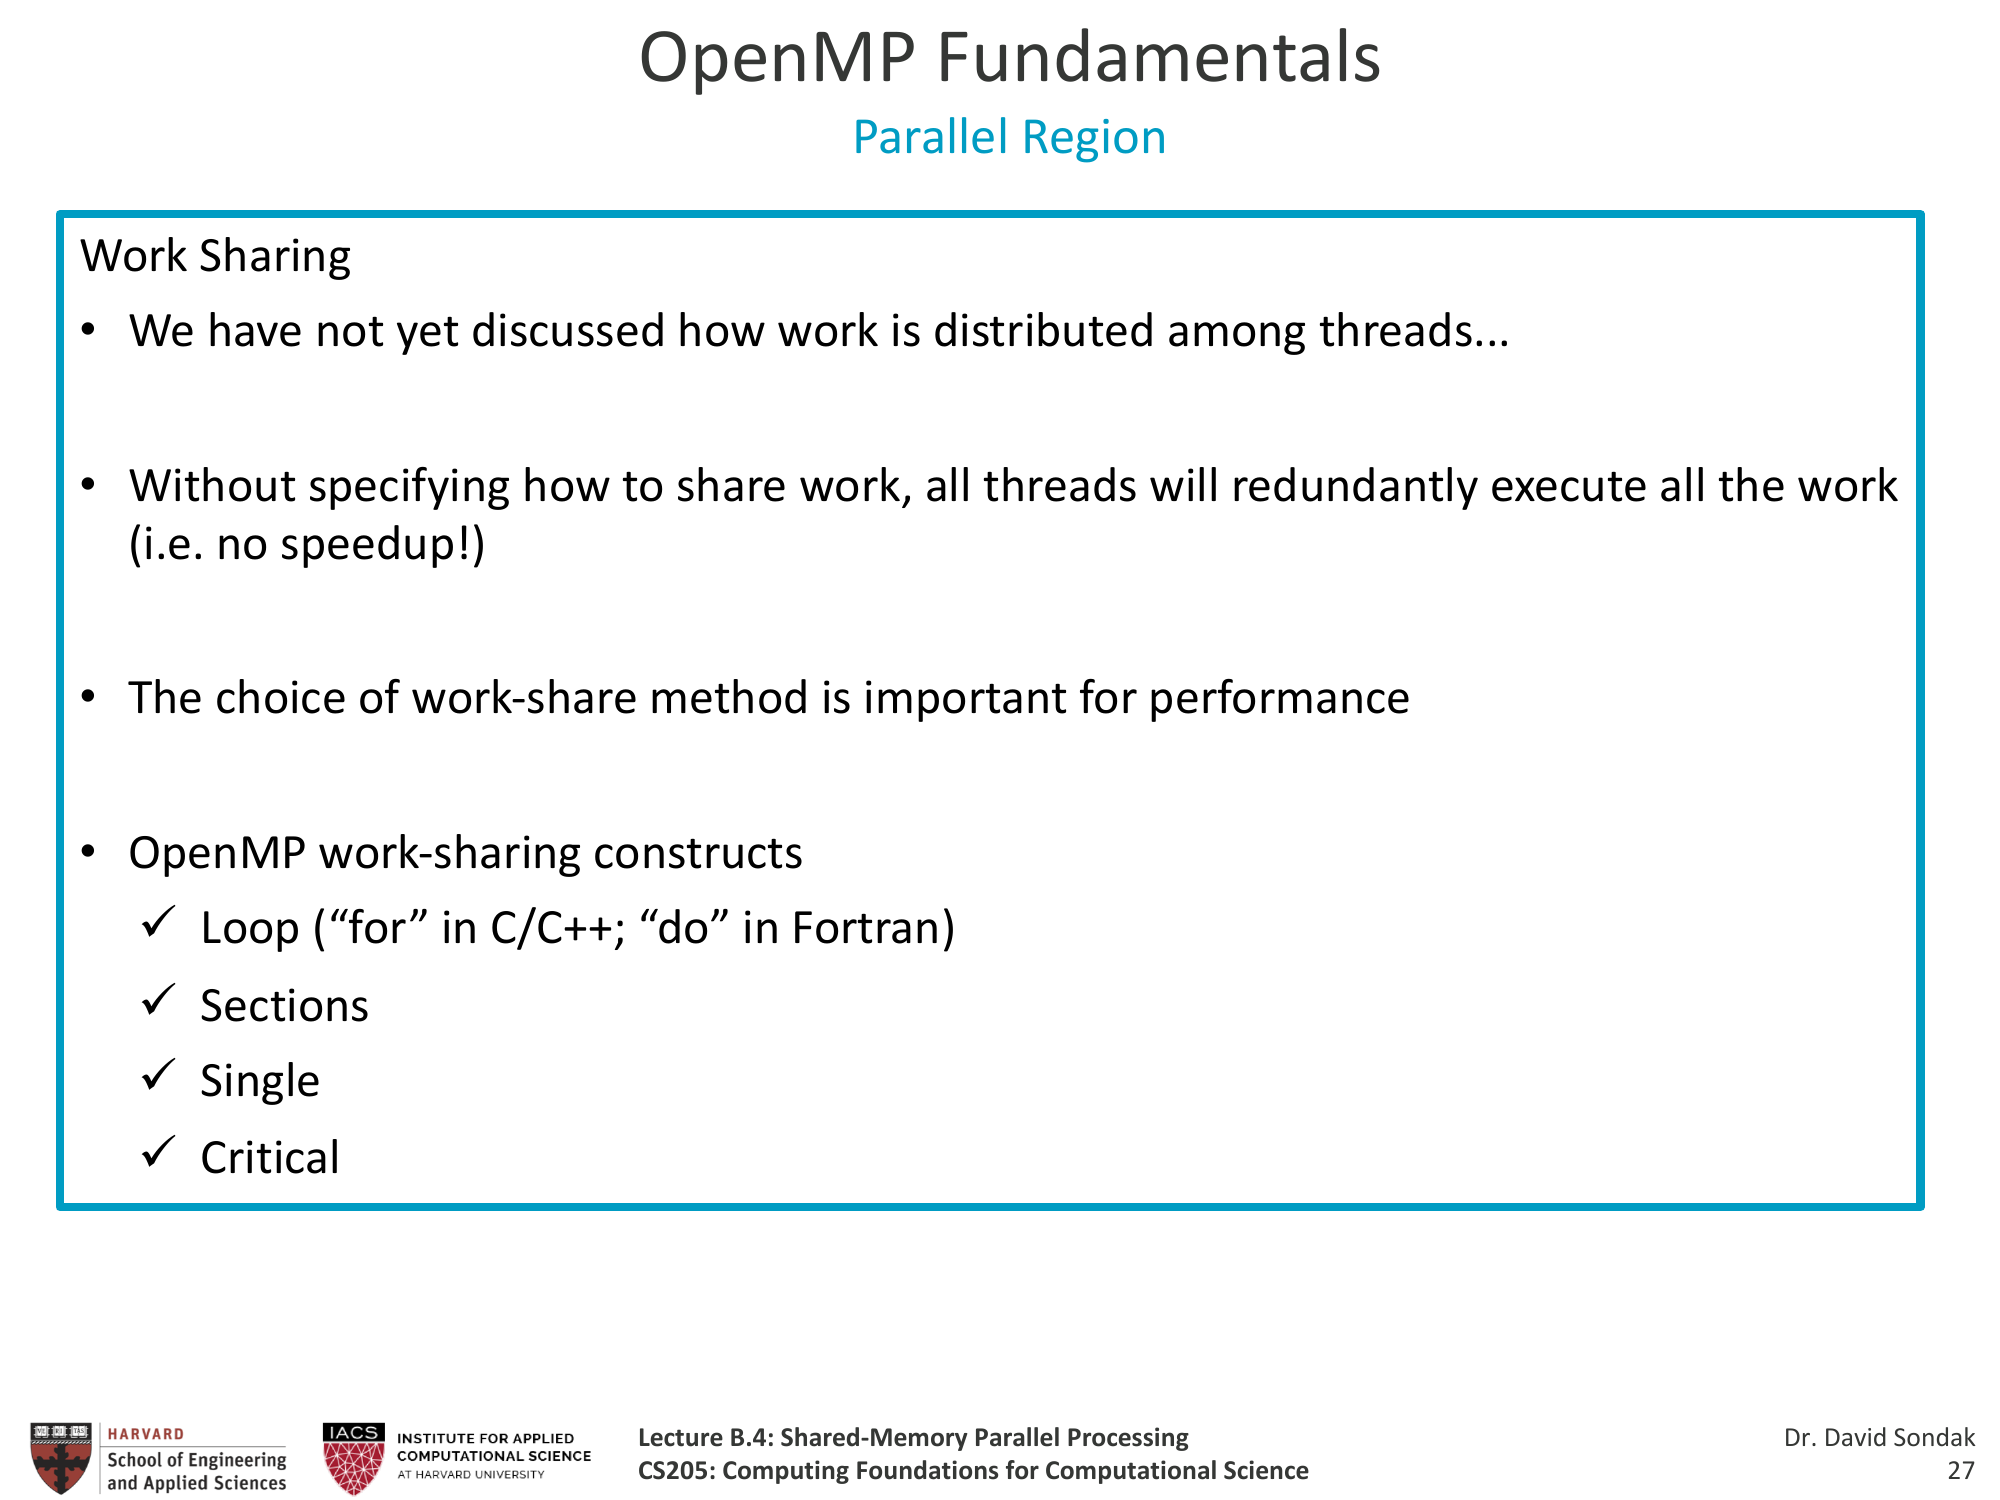 OpenMP Fundamentals
Parallel Region
Work Sharing
• We have not yet discussed how work is distributed among threads...
• Without specifying how to share work, all threads will redundantly execute all the work
(i.e. no speedup!)
• The choice of work-share method is important for performance
• OpenMP work-sharing constructs
✓ Loop (“for” in C/C++; “do” in Fortran)
✓ Sections
✓ Single
✓ Critical
HARVARD
School of Engineering
and Applied Sciences
IACS
INSTITUTE FOR APPLIED
COMPUTATIONAL SCIENCE
AT HARVARD UNIVERSITY
Lecture B.4: Shared-Memory Parallel Processing
CS205: Computing Foundations for Computational Science
Dr. David Sondak
27